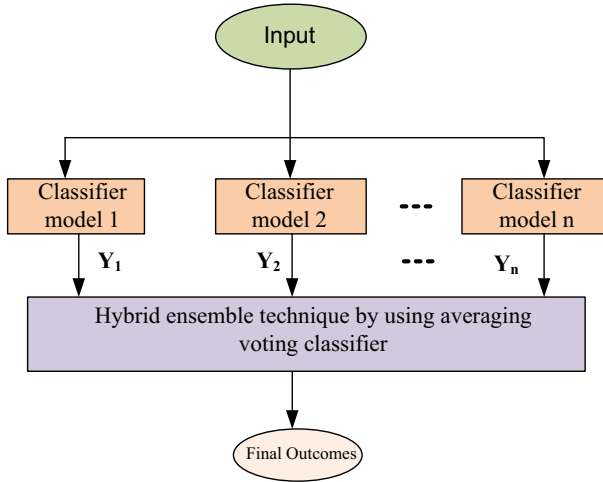 Input
Classifier
model 1
Classifier
model 2
Classifier
model n
Y₁
Y₂
Yₙ
Hybrid ensemble technique by using averaging
voting classifier
Final Outcomes